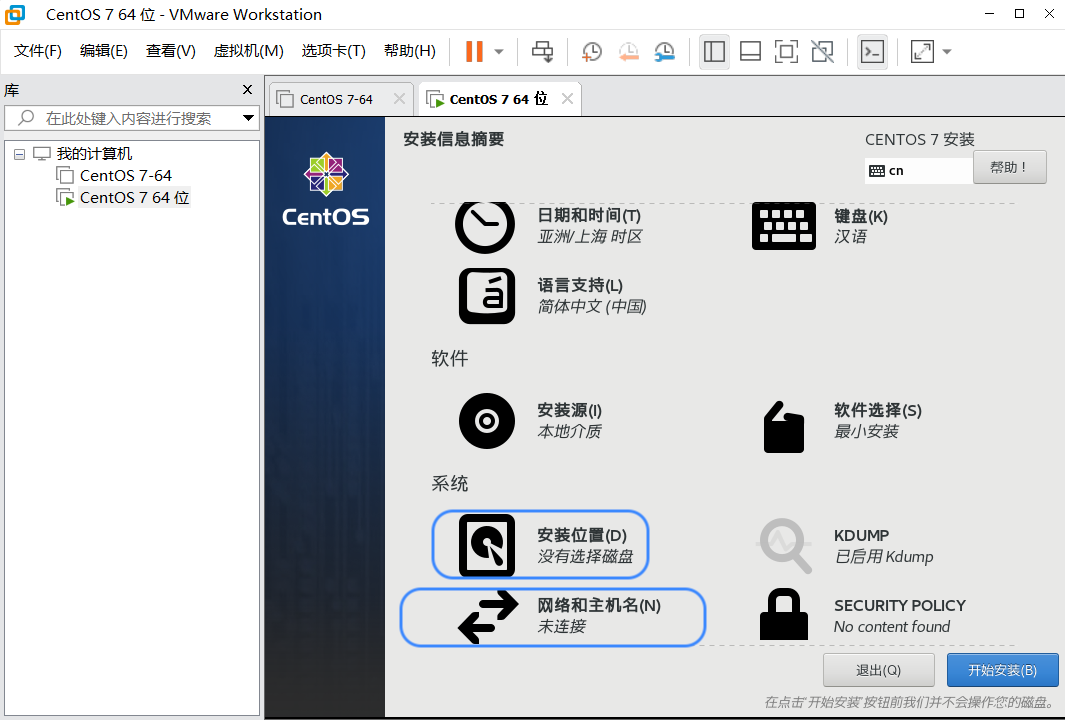 CentOS 7 64 位 - VMware Workstation
文件(F) 编辑(E) 查看(V) 虚拟机(M) 选项卡(T) 帮助(H)
库
在此处键入内容进行搜索
我的计算机
CentOS 7-64
CentOS 7 64 位
CentOS 7-64
CentOS 7 64 位
CentOS
安装信息摘要
CENTOS 7 安装
cn
帮助！
日期和时间(T)
亚洲/上海 时区
键盘(K)
汉语
语言支持(L)
简体中文 (中国)
软件
安装源(I)
本地介质
软件选择(S)
最小安装
系统
安装位置(D)
没有选择磁盘
KDUMP
已启用 Kdump
网络和主机名(N)
未连接
SECURITY POLICY
No content found
退出(Q)
开始安装(B)
在点击'开始安装'按钮前我们并不会操作您的磁盘。